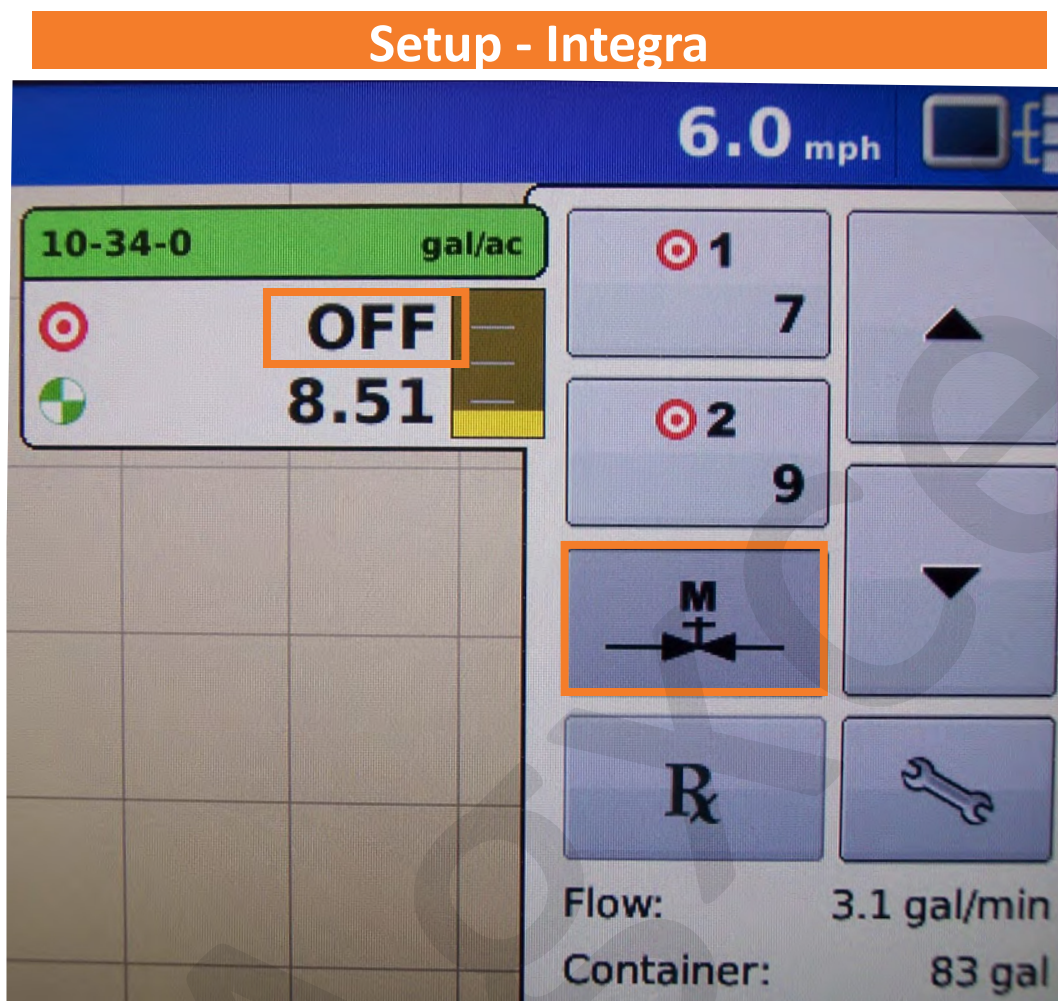 Setup - Integra
6.0 mph
10-34-0 gal/ac
OFF
8.51
1
7
2
9
M
Rx
Flow: 3.1 gal/min
Container: 83 gal